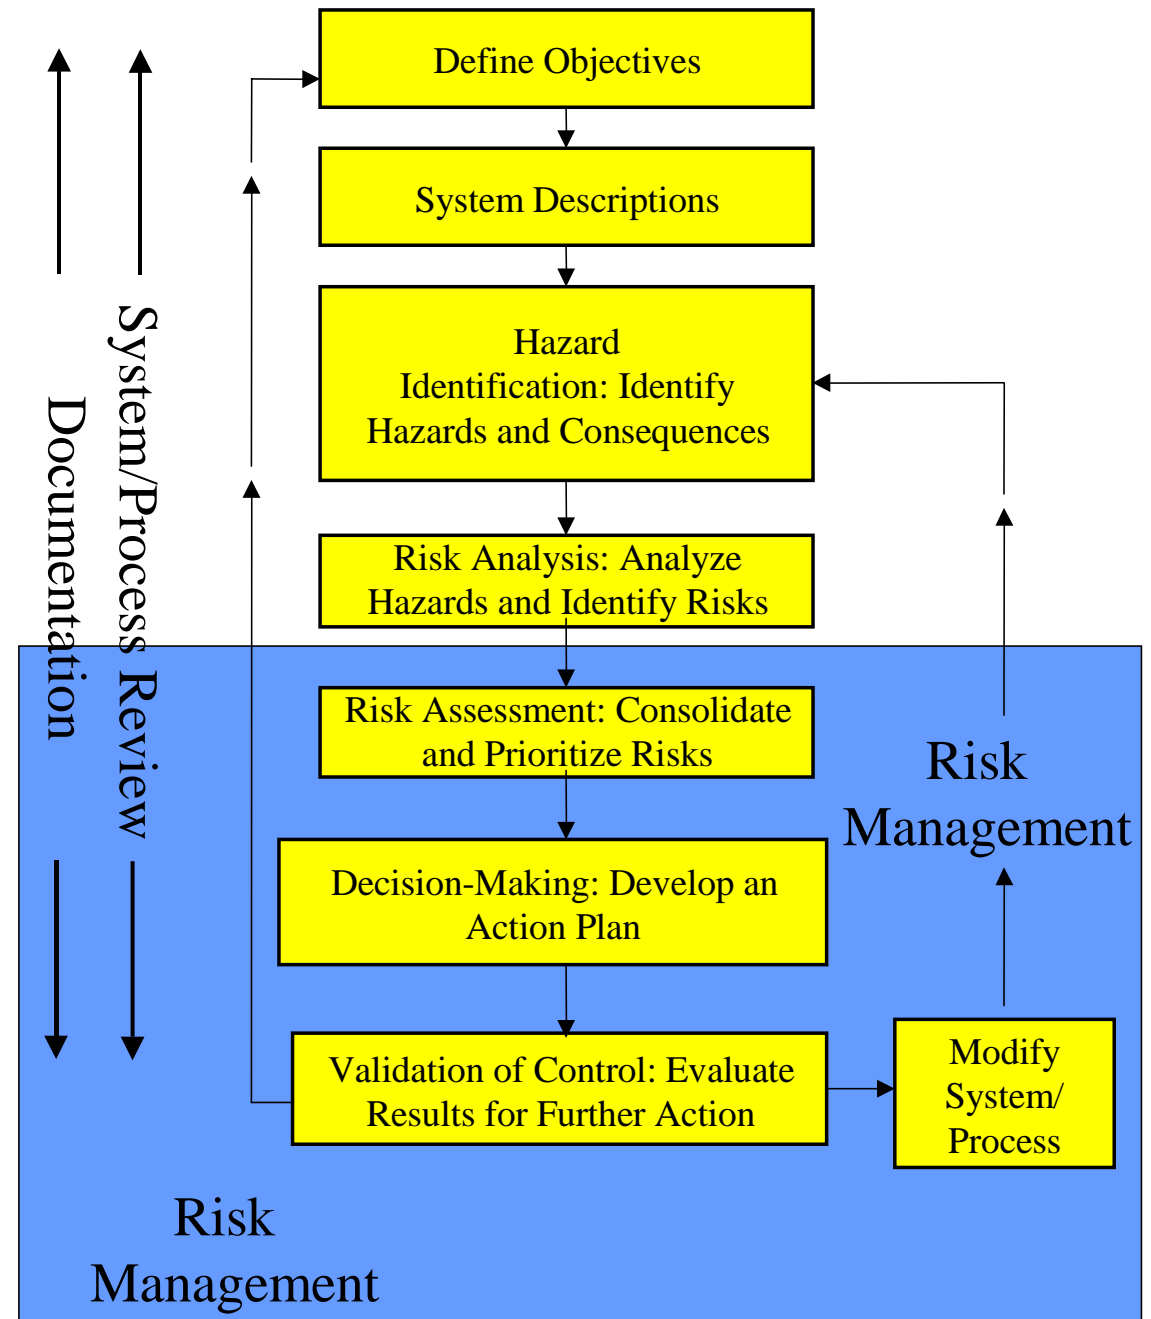 Define Objectives
System Descriptions
Hazard
Identification: Identify
Hazards and Consequences
Risk Analysis: Analyze
Hazards and Identify Risks
Risk Assessment: Consolidate
and Prioritize Risks
Decision-Making: Develop an
Action Plan
Validation of Control: Evaluate
Results for Further Action
Modify
System/
Process
Risk
Management
Risk
Management
System/Process Review
Documentation